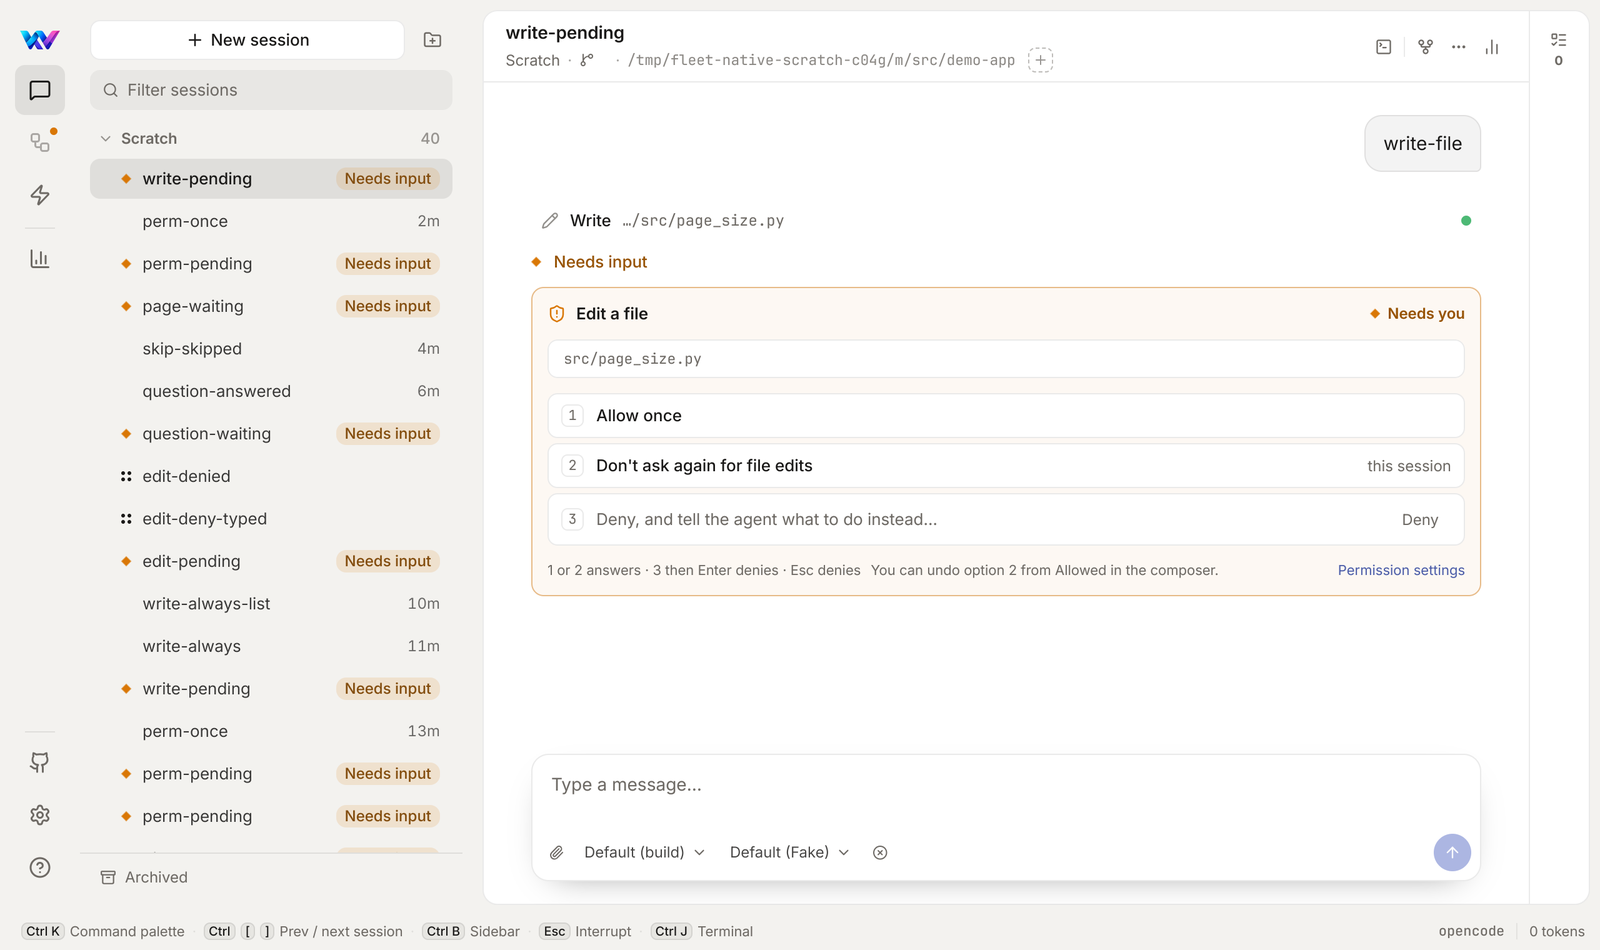 New session
Filter sessions
Scratch 40
write-pending Needs input
perm-once 2m
perm-pending Needs input
page-waiting Needs input
skip-skipped 4m
question-answered 6m
question-waiting Needs input
edit-denied
edit-deny-typed
edit-pending Needs input
write-always-list 10m
write-always 11m
write-pending Needs input
perm-once 13m
perm-pending Needs input
perm-pending Needs input
Archived
write-pending
Scratch · · /tmp/fleet-native-scratch-c04g/m/src/demo-app
0
write-file
Write …/src/page_size.py
Needs input
Edit a file Needs you
src/page_size.py
1 Allow once
2 Don't ask again for file edits this session
3 Deny, and tell the agent what to do instead... Deny
1 or 2 answers · 3 then Enter denies · Esc denies You can undo option 2 from Allowed in the composer. Permission settings
Type a message...
Default (build) Default (Fake)
Ctrl K Command palette Ctrl [ ] Prev / next session Ctrl B Sidebar Esc Interrupt Ctrl J Terminal opencode 0 tokens